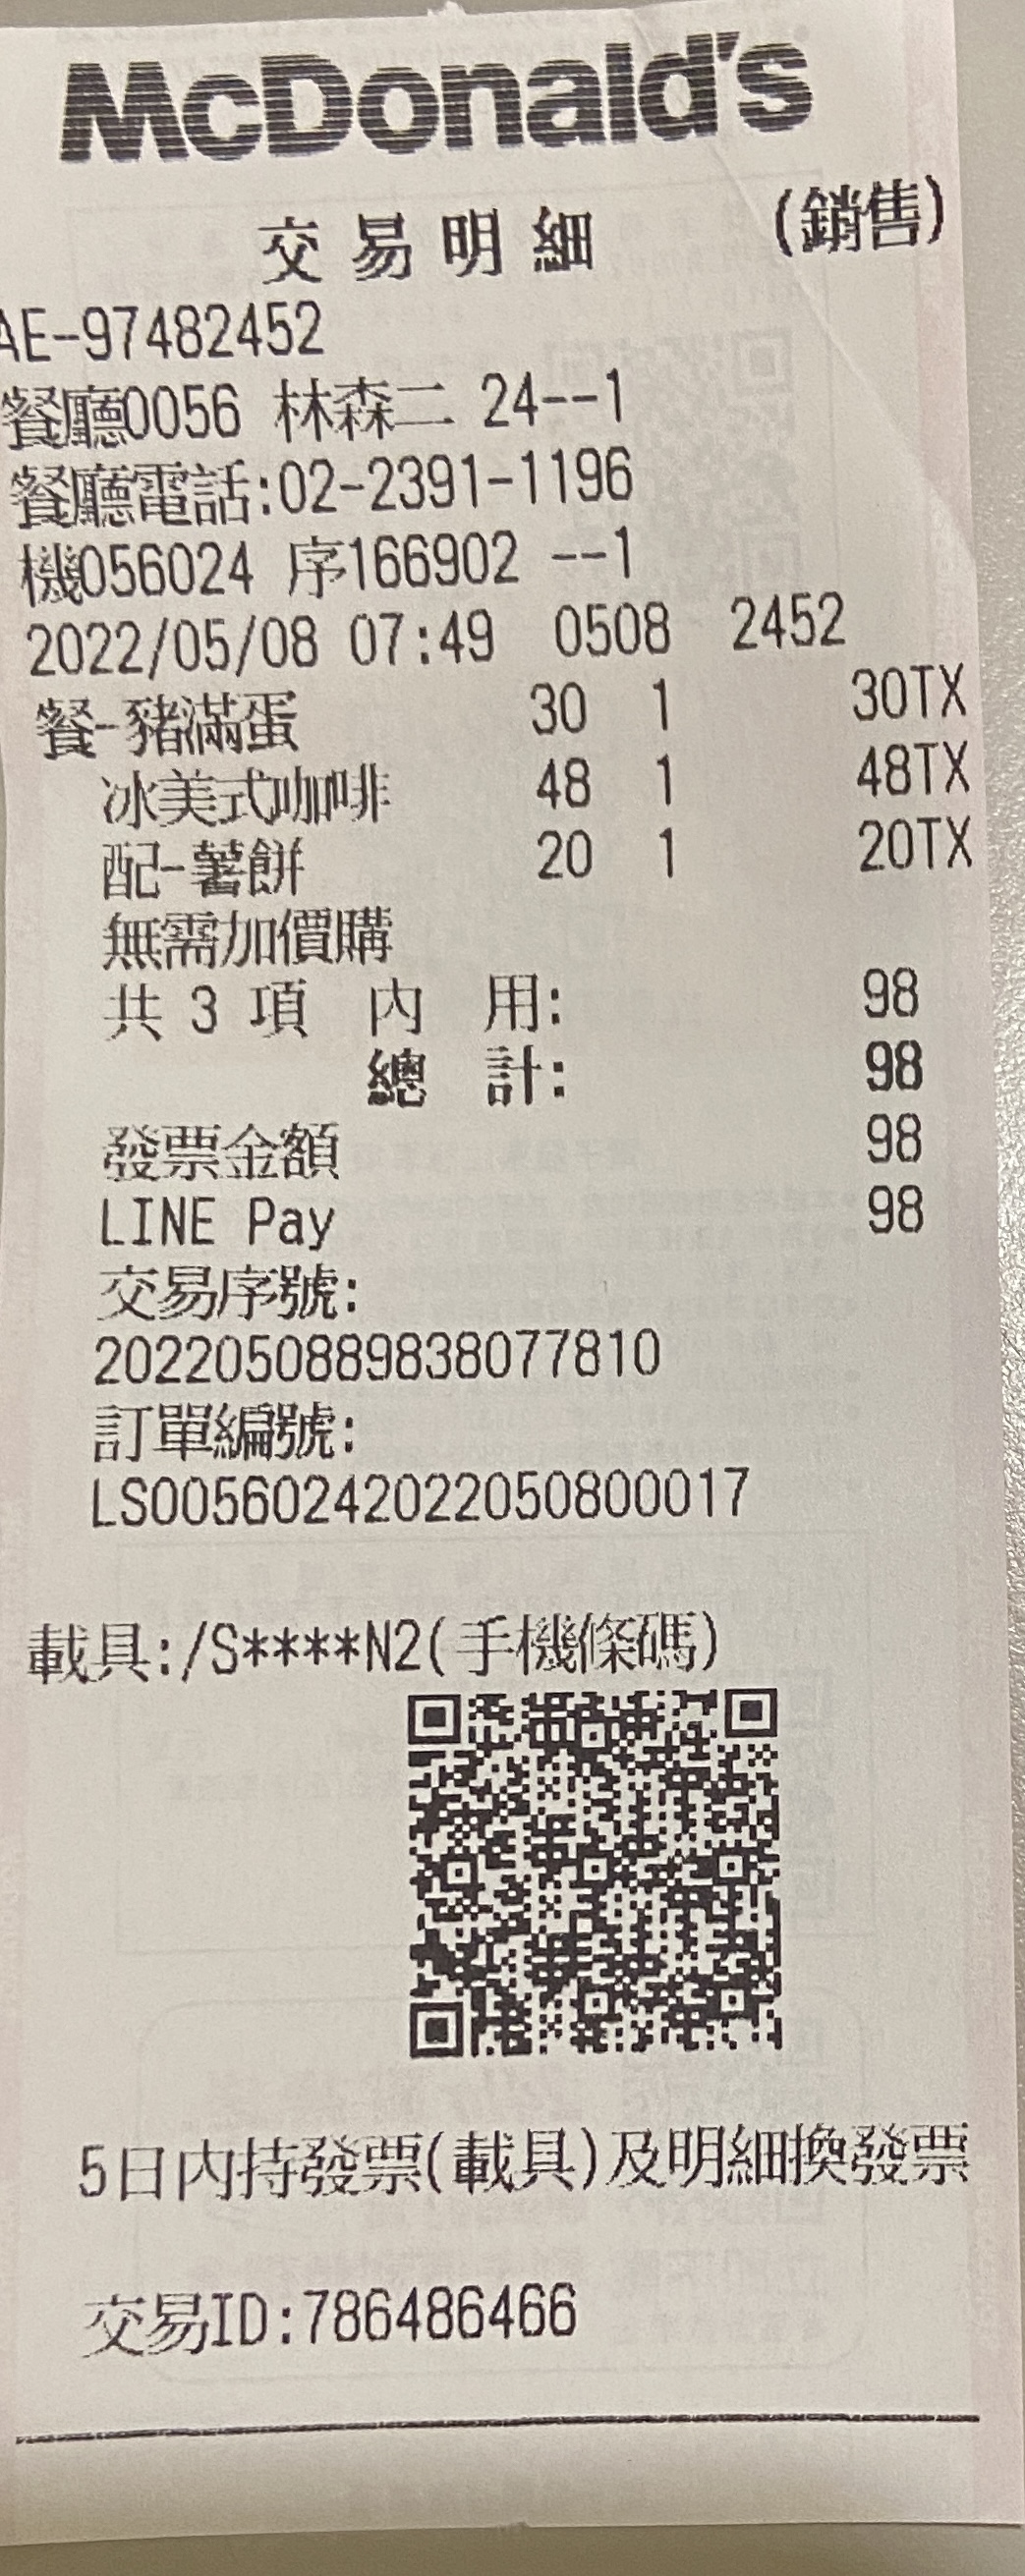 McDonald's
交易明細 (銷售)
AE-97482452
餐廳0056 林森二 24--1
餐廳電話:02-2391-1196
機056024 序166902 --1
2022/05/08 07:49 0508 2452
餐-豬滿蛋 30 1 30TX
冰美式咖啡 48 1 48TX
配-薯餅 20 1 20TX
無需加價購
共 3 項 內 用: 98
總 計: 98
發票金額 98
LINE Pay 98
交易序號:
2022050889838077810
訂單編號:
LS00560242022050800017
載具:/S****N2(手機條碼)
5日內持發票(載具)及明細換發票
交易ID:786486466